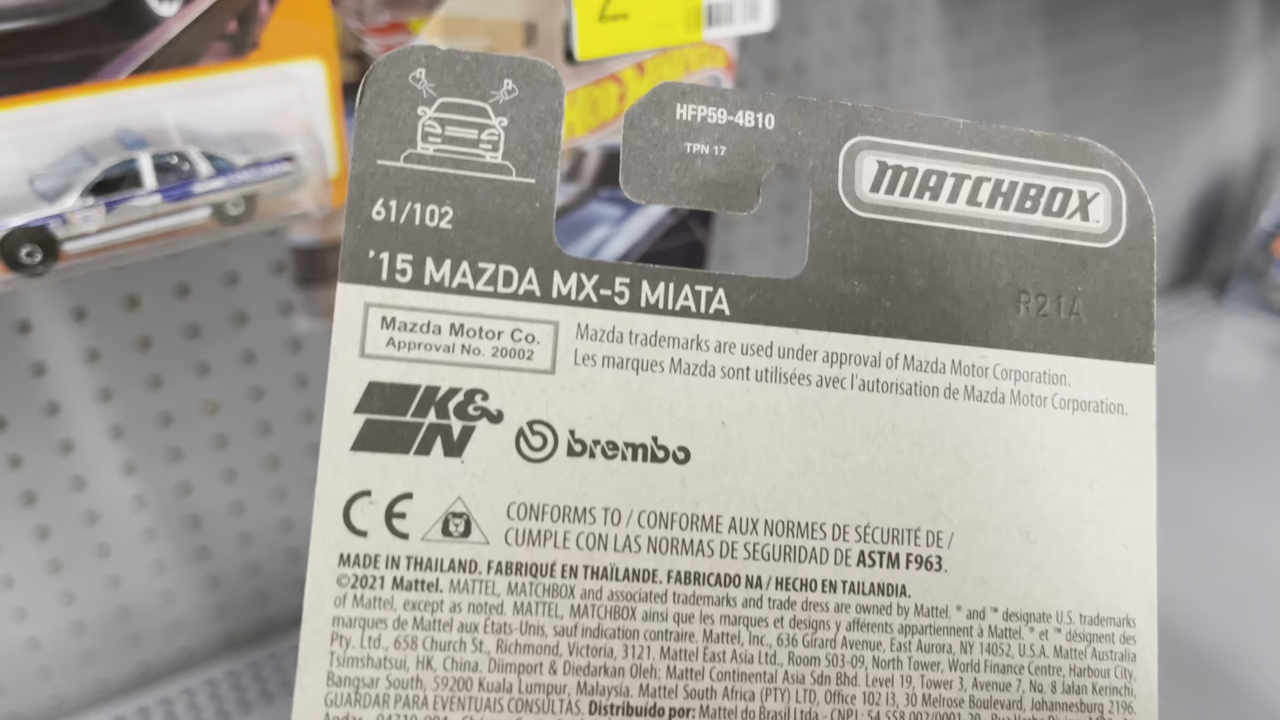 HFP59-4B10
TPN 17
MATCHBOX™
61/102
'15 MAZDA MX-5 MIATA
R21A
Mazda Motor Co.
Approval No. 20002
Mazda trademarks are used under approval of Mazda Motor Corporation.
Les marques Mazda sont utilisées avec l'autorisation de Mazda Motor Corporation.
K&N
brembo
CE
CONFORMS TO / CONFORME AUX NORMES DE SÉCURITÉ DE /
CUMPLE CON LAS NORMAS DE SEGURIDAD DE ASTM F963.
MADE IN THAILAND. FABRIQUÉ EN THAÏLANDE. FABRICADO NA / HECHO EN TAILANDIA.
©2021 Mattel. MATTEL, MATCHBOX and associated trademarks and trade dress are owned by Mattel. ® and ™ designate U.S. trademarks
of Mattel, except as noted. MATTEL, MATCHBOX ainsi que les marques et designs y afférents appartiennent à Mattel. ® et ™ désignent des
marques de Mattel aux États-Unis, sauf indication contraire. Mattel, Inc., 636 Girard Avenue, East Aurora, NY 14052, U.S.A. Mattel Australia
Pty. Ltd., 658 Church St., Richmond, Victoria, 3121. Mattel East Asia Ltd., Room 503-09, North Tower, World Finance Centre, Harbour City,
Tsimshatsui, HK, China. Diimport & Diedarkan Oleh: Mattel Continental Asia Sdn Bhd. Level 19, Tower 3, Avenue 7, No. 8 Jalan Kerinchi,
Bangsar South, 59200 Kuala Lumpur, Malaysia. Mattel South Africa (PTY) LTD, Office 102 I3, 30 Melrose Boulevard, Johannesburg 2196.
GUARDAR PARA EVENTUAIS CONSULTAS. Distribuído por: Mattel do Brasil Ltda - CNPJ: 54.558.002/0001-20